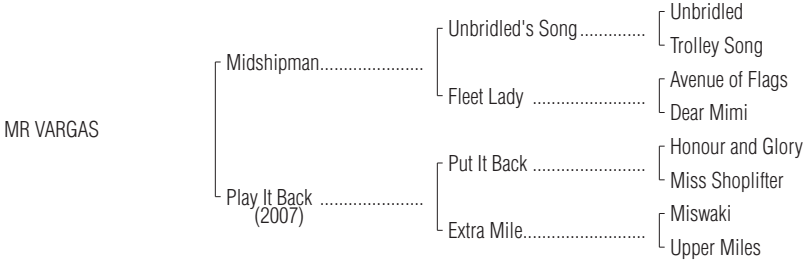 Unbridled
Unbridled's Song..............
Trolley Song
Midshipman......................
Avenue of Flags
Fleet Lady ........................
Dear Mimi
MR VARGAS
Honour and Glory
Put It Back ........................
Miss Shoplifter
Play It Back ......................
(2007)
Miswaki
Extra Mile..........................
Upper Miles